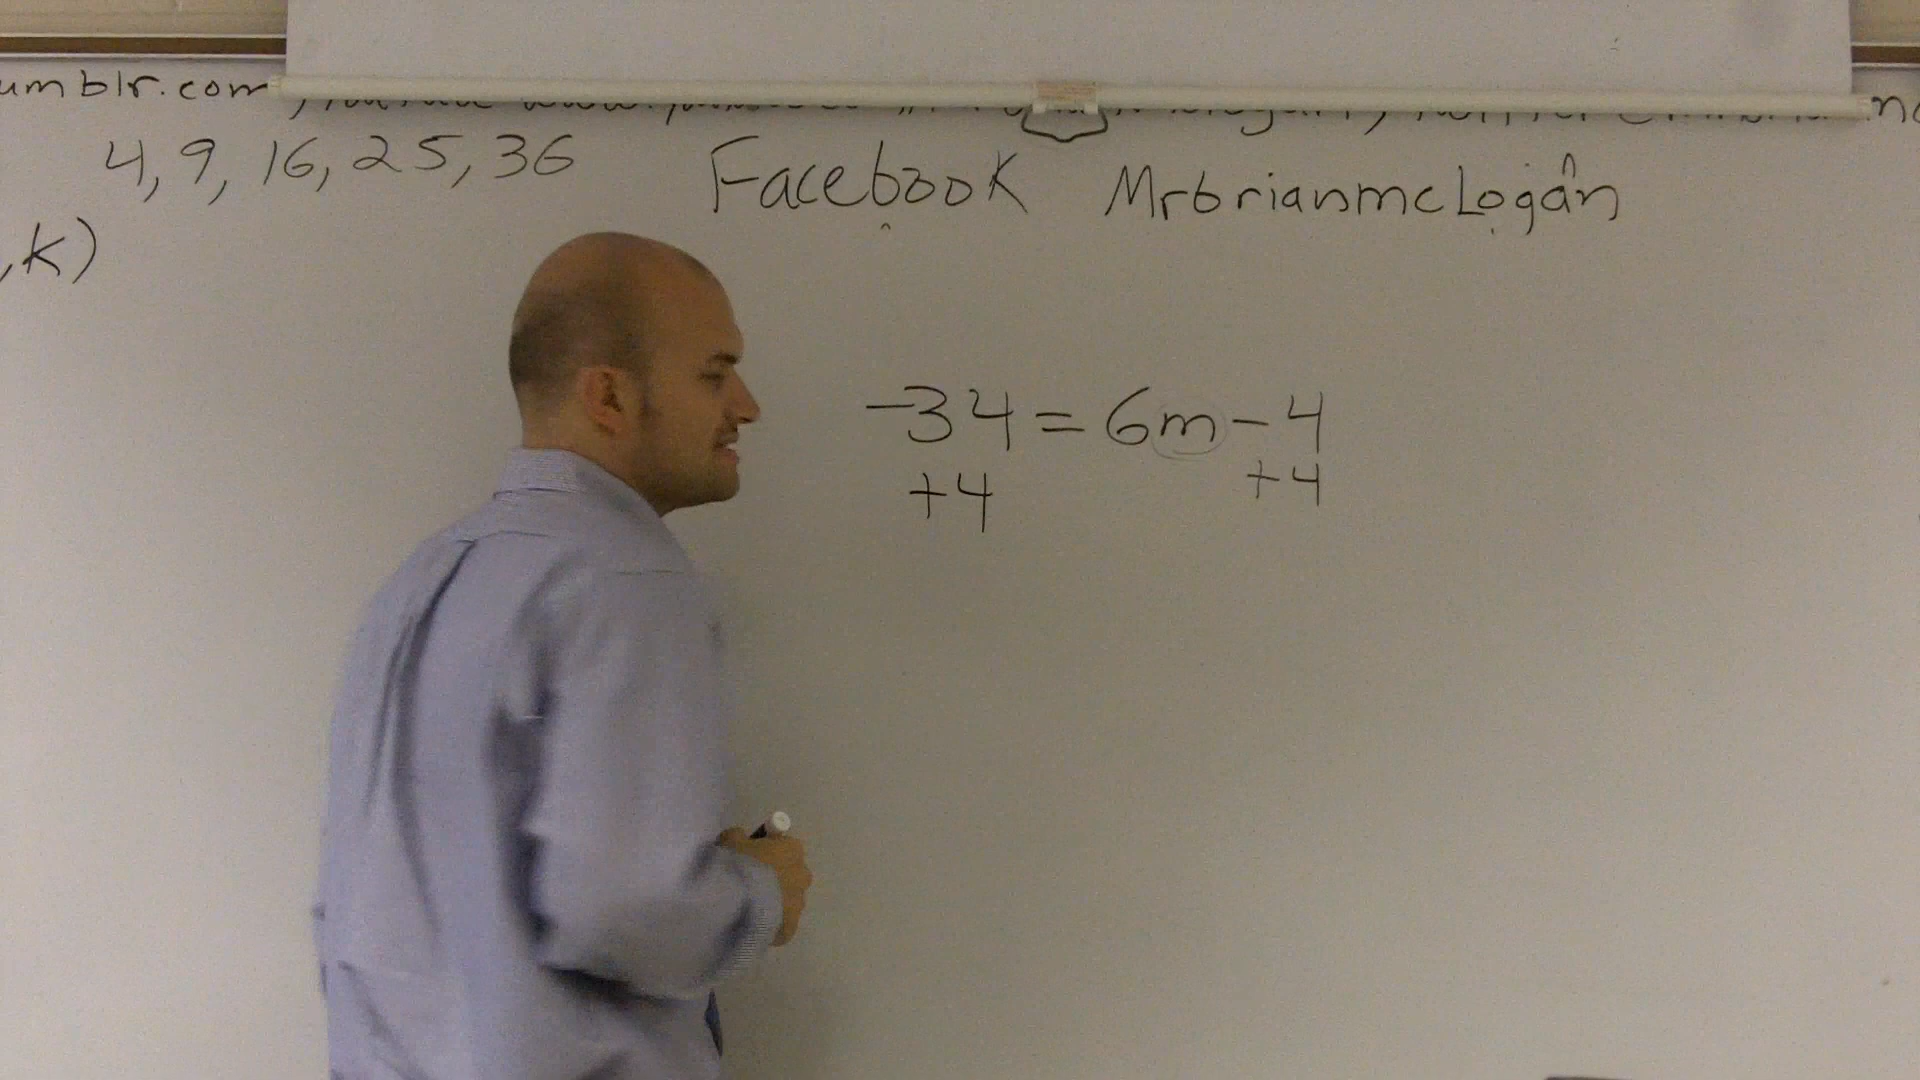 umblr.com
4, 9, 16, 25, 36
Facebook MrbrianmcLogan
,k)
-34 = 6m - 4
+4 +4